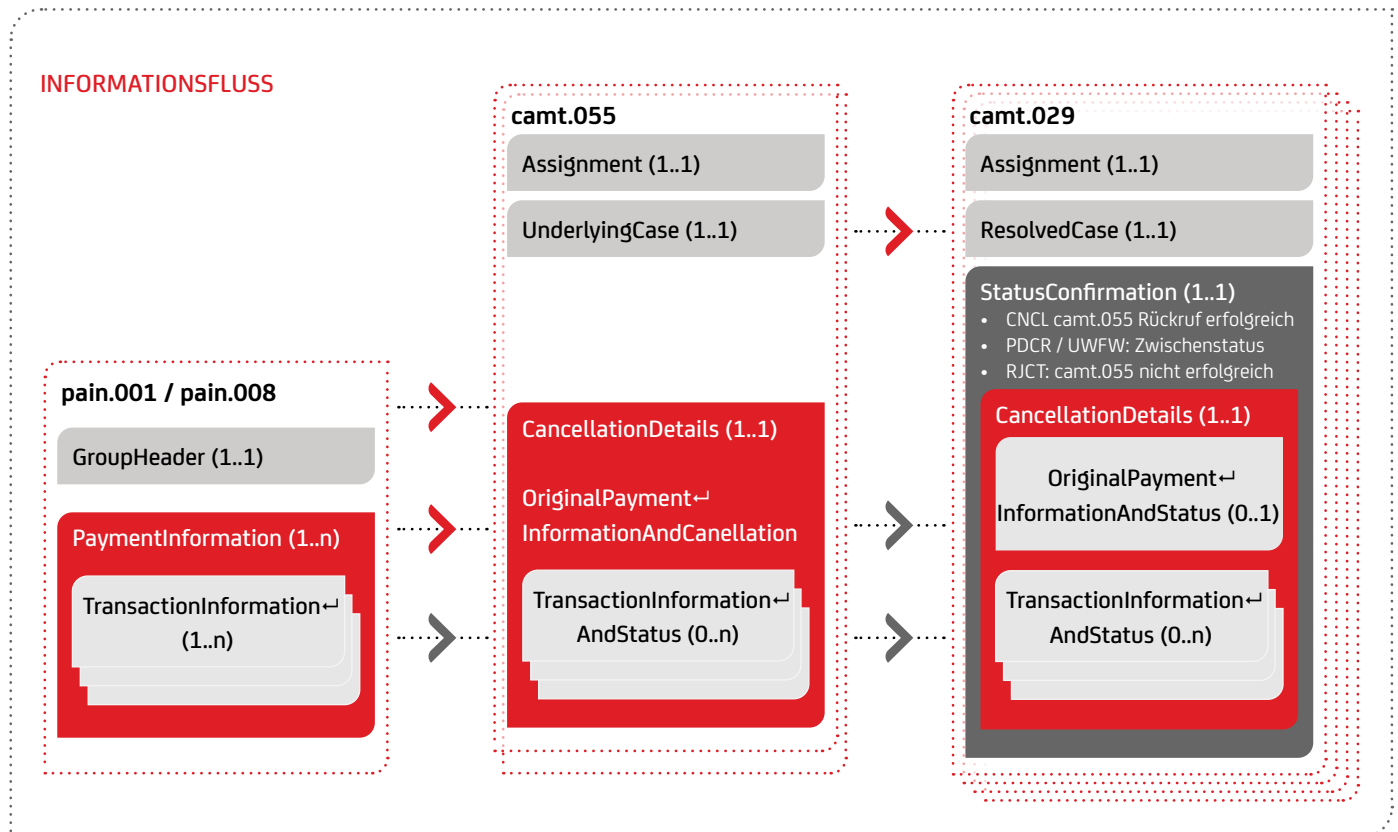 INFORMATIONSFLUSS
pain.001 / pain.008
GroupHeader (1..1)
PaymentInformation (1..n)
TransactionInformation↵
(1..n)
camt.055
Assignment (1..1)
UnderlyingCase (1..1)
CancellationDetails (1..1)
OriginalPayment↵
InformationAndCanellation
TransactionInformation↵
AndStatus (0..n)
camt.029
Assignment (1..1)
ResolvedCase (1..1)
StatusConfirmation (1..1)
• CNCL camt.055 Rückruf erfolgreich
• PDCR / UWFW: Zwischenstatus
• RJCT: camt.055 nicht erfolgreich
CancellationDetails (1..1)
OriginalPayment↵
InformationAndStatus (0..1)
TransactionInformation↵
AndStatus (0..n)